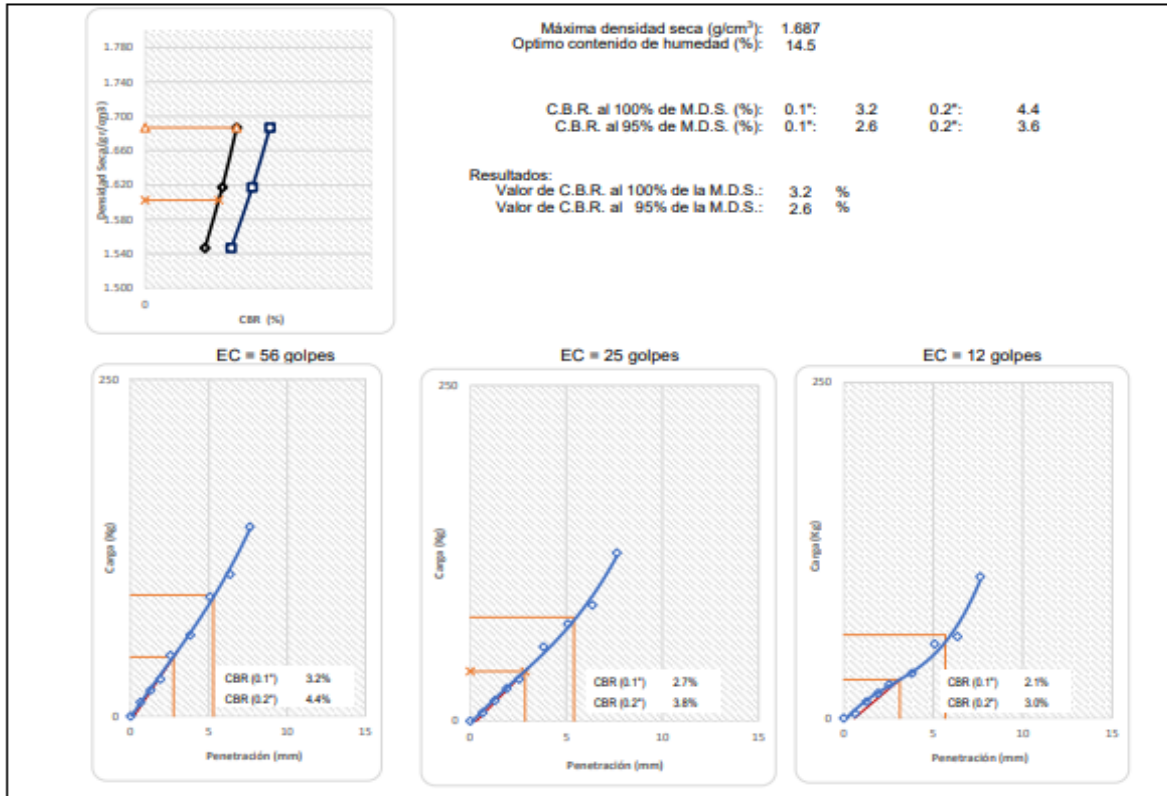 Máxima densidad seca (g/cm³): 1.687
Optimo contenido de humedad (%): 14.5
C.B.R. al 100% de M.D.S. (%): 0.1": 3.2 0.2": 4.4
C.B.R. al 95% de M.D.S. (%): 0.1": 2.6 0.2": 3.6
Resultados:
Valor de C.B.R. al 100% de la M.D.S.: 3.2 %
Valor de C.B.R. al 95% de la M.D.S.: 2.6 %
Densidad Seca(gr/cm3)
1.780
1.740
1.700
1.660
1.620
1.580
1.540
1.500
0
CBR (%)
EC = 56 golpes
250
Carga (Kg)
CBR (0.1") 3.2%
CBR (0.2") 4.4%
0
0 5 10 15
Penetración (mm)
EC = 25 golpes
250
Carga (Kg)
CBR (0.1") 2.7%
CBR (0.2") 3.8%
0
0 5 10 15
Penetración (mm)
EC = 12 golpes
250
Carga (Kg)
CBR (0.1") 2.1%
CBR (0.2") 3.0%
0
0 5 10 15
Penetración (mm)